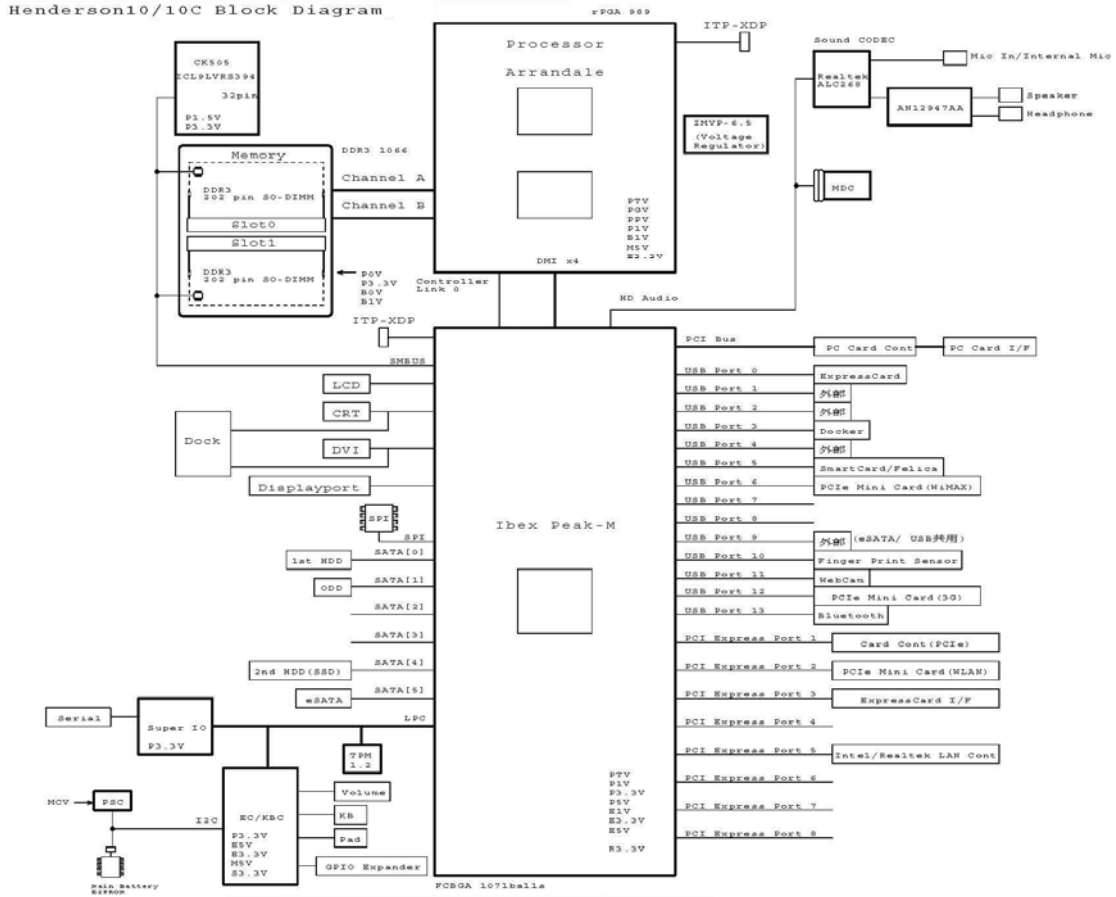 Henderson10/10C Block Diagram
rPGA 989
ITP-XDP
Processor
Arrandale
Sound CODEC
Mic In/Internal Mic
Realtek
ALC268
AN12947AA
Speaker
Headphone
CK505
ICL9LVRS394
32pin
P1.5V
P3.3V
IMVP-6.5
(Voltage
Regulator)
Memory
DDR3 1066
DDR3
202 pin SO-DIMM
Channel A
Channel B
Slot0
Slot1
DDR3
202 pin SO-DIMM
MDC
PTV
PGV
PPV
P1V
B1V
M5V
E3.3V
DMI x4
P0V
P3.3V
B0V
B1V
Controller
Link 0
HD Audio
ITP-XDP
SMBUS
LCD
CRT
Dock
DVI
Displayport
SPI
SPI
1st HDD
SATA[0]
ODD
SATA[1]
SATA[2]
SATA[3]
2nd HDD(SSD)
SATA[4]
eSATA
SATA[5]
Ibex Peak-M
PCI Bus
PC Card Cont
PC Card I/F
USB Port 0
ExpressCard
USB Port 1
外部
USB Port 2
外部
USB Port 3
Docker
USB Port 4
外部
USB Port 5
SmartCard/Felica
USB Port 6
PCIe Mini Card(WiMAX)
USB Port 7
USB Port 8
USB Port 9
外部 (eSATA/ USB共用)
USB Port 10
Finger Print Sensor
USB Port 11
WebCam
USB Port 12
PCIe Mini Card(3G)
USB Port 13
Bluetooth
PCI Express Port 1
Card Cont(PCIe)
PCI Express Port 2
PCIe Mini Card(WLAN)
PCI Express Port 3
ExpressCard I/F
PCI Express Port 4
PCI Express Port 5
Intel/Realtek LAN Cont
PCI Express Port 6
PCI Express Port 7
PCI Express Port 8
PTV
P1V
P3.3V
P5V
E1V
E3.3V
E5V
R3.3V
Serial
Super IO
P3.3V
LPC
TPM
1.2
MCV
PSC
I2C
EC/KBC
P3.3V
E5V
E3.3V
M5V
S3.3V
Volume
KB
Pad
GPIO Expander
Main Battery
EEPROM
FCBGA 1071balls